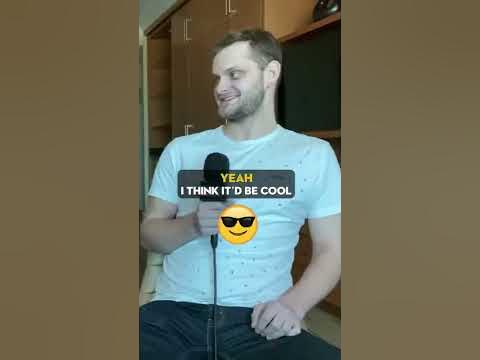 YEAH
I THINK IT'D BE COOL